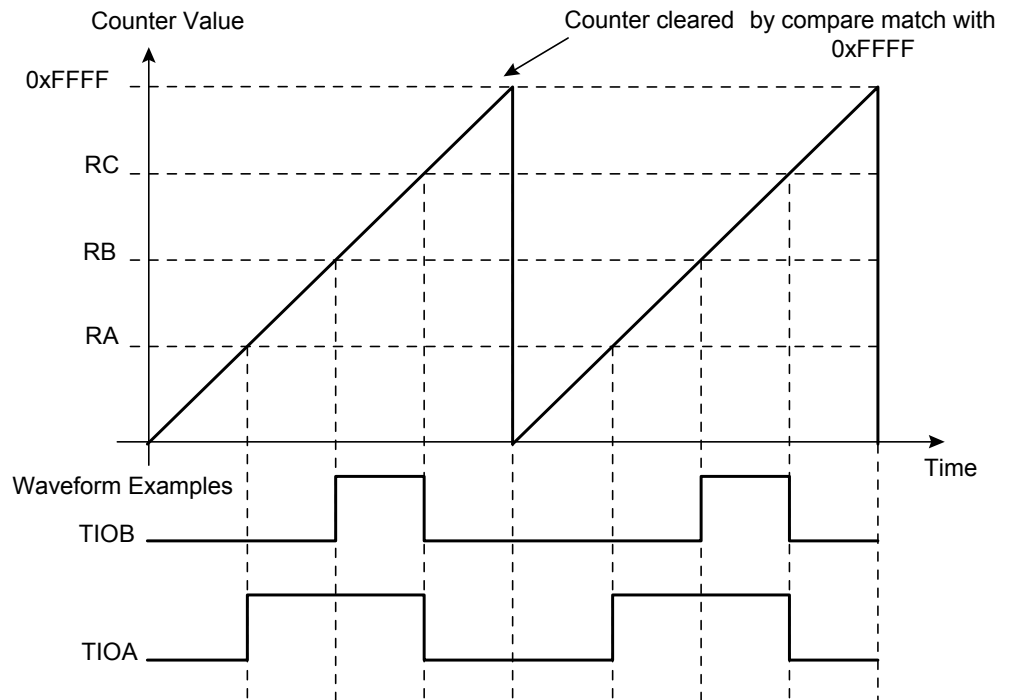 Counter Value
Counter cleared by compare match with
0xFFFF
0xFFFF
RC
RB
RA
Time
Waveform Examples
TIOB
TIOA